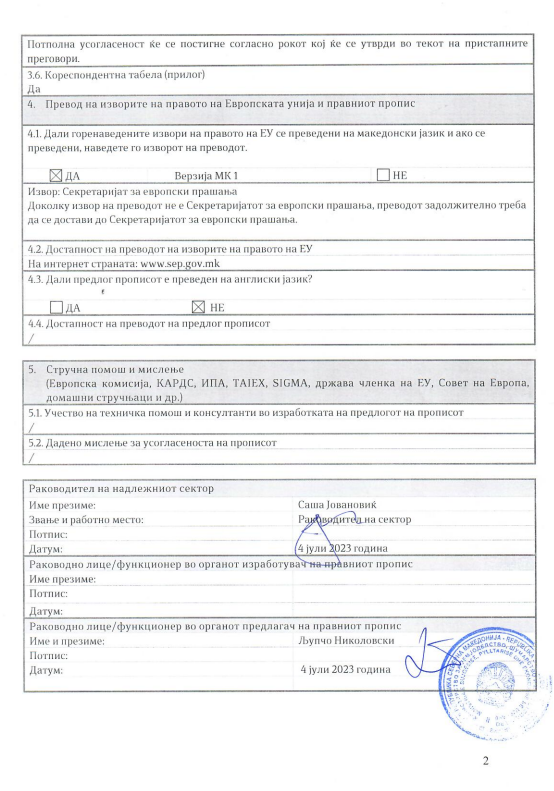 Потполна усогласеност ќе се постигне согласно рокот кој ќе се утврди во текот на пристапните
преговори.
3.6. Кореспондентна табела (прилог)
Да
4. Превод на изворите на правото на Европската унија и правниот пропис
4.1. Дали горенаведените извори на правото на ЕУ се преведени на македонски јазик и ако се
преведени, наведете го изворот на преводот.
☒ ДА Верзија МК 1 ☐ НЕ
Извор: Секретаријат за европски прашања
Доколку извор на преводот не е Секретаријатот за европски прашања, преводот задолжително треба
да се достави до Секретаријатот за европски прашања.
4.2. Достапност на преводот на изворите на правото на ЕУ
На интернет страната: www.sep.gov.mk
4.3. Дали предлог прописот е преведен на англиски јазик?
☐ ДА ☒ НЕ
4.4. Достапност на преводот на предлог прописот
/
5. Стручна помош и мислење
(Европска комисија, КАРДС, ИПА, TAIEX, SIGMA, држава членка на ЕУ, Совет на Европа,
домашни стручњаци и др.)
5.1. Учество на техничка помош и консултанти во изработката на предлогот на прописот
/
5.2. Дадено мислење за усогласеноста на прописот
/
Раководител на надлежниот сектор
Име презиме: Саша Јовановиќ
Звање и работно место: Раководител на сектор
Потпис:
Датум: 4 јули 2023 година
Раководно лице/функционер во органот изработувач на правниот пропис
Име презиме:
Потпис:
Датум:
Раководно лице/функционер во органот предлагач на правниот пропис
Име и презиме: Љупчо Николовски
Потпис:
Датум: 4 јули 2023 година
2